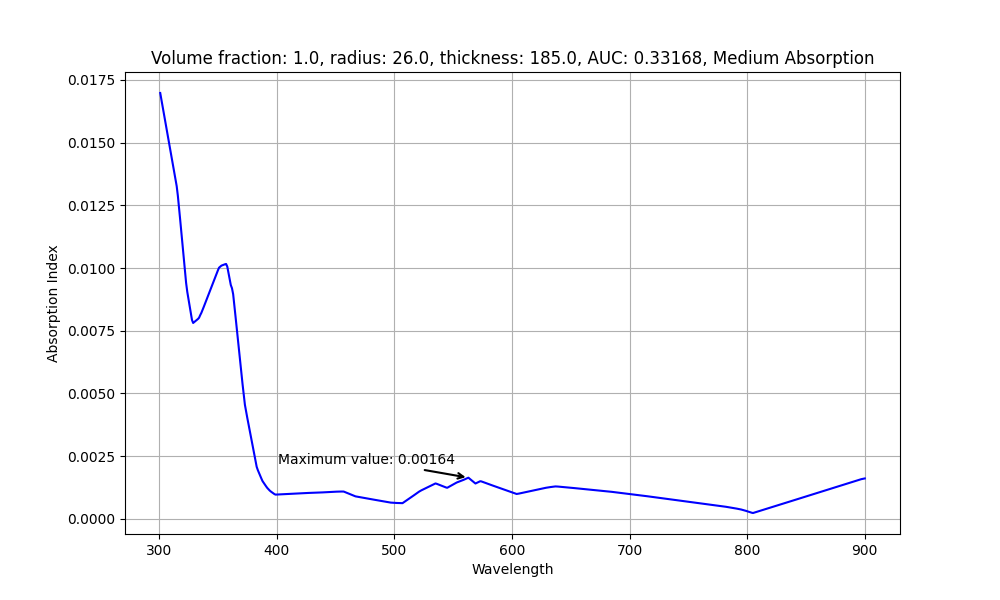 Volume fraction: 1.0, radius: 26.0, thickness: 185.0, AUC: 0.33168, Medium Absorption
0.0175
0.0150
0.0125
0.0100
0.0075
0.0050
0.0025
0.0000
Absorption Index
Maximum value: 0.00164
300 400 500 600 700 800 900
Wavelength